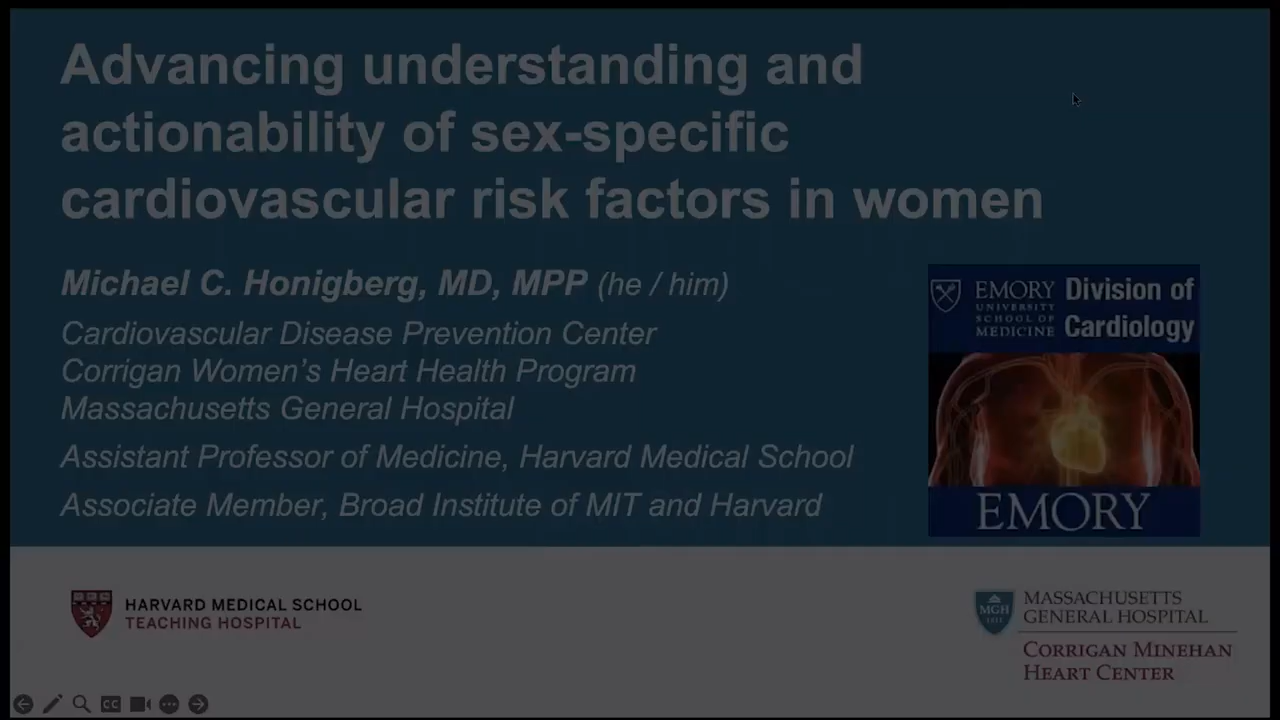 Advancing understanding and
actionability of sex-specific
cardiovascular risk factors in women
Michael C. Honigberg, MD, MPP (he / him)
Cardiovascular Disease Prevention Center
Corrigan Women's Heart Health Program
Massachusetts General Hospital
Assistant Professor of Medicine, Harvard Medical School
Associate Member, Broad Institute of MIT and Harvard
EMORY
UNIVERSITY
SCHOOL OF
MEDICINE
Division of
Cardiology
EMORY
HARVARD MEDICAL SCHOOL
TEACHING HOSPITAL
MGH
1811
MASSACHUSETTS
GENERAL HOSPITAL
CORRIGAN MINEHAN
HEART CENTER
CC